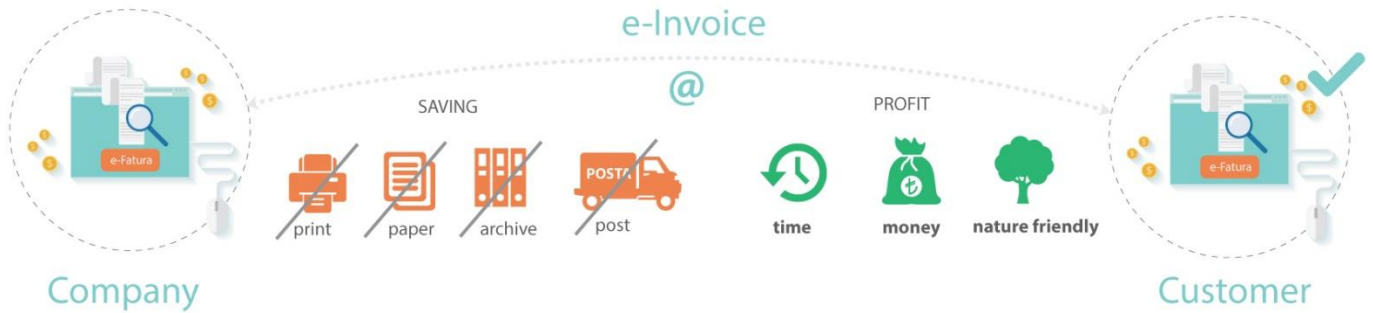 e-Invoice
@
SAVING
PROFIT
e-Fatura
POSTA
₺
e-Fatura
print
paper
archive
post
time
money
nature friendly
Company
Customer